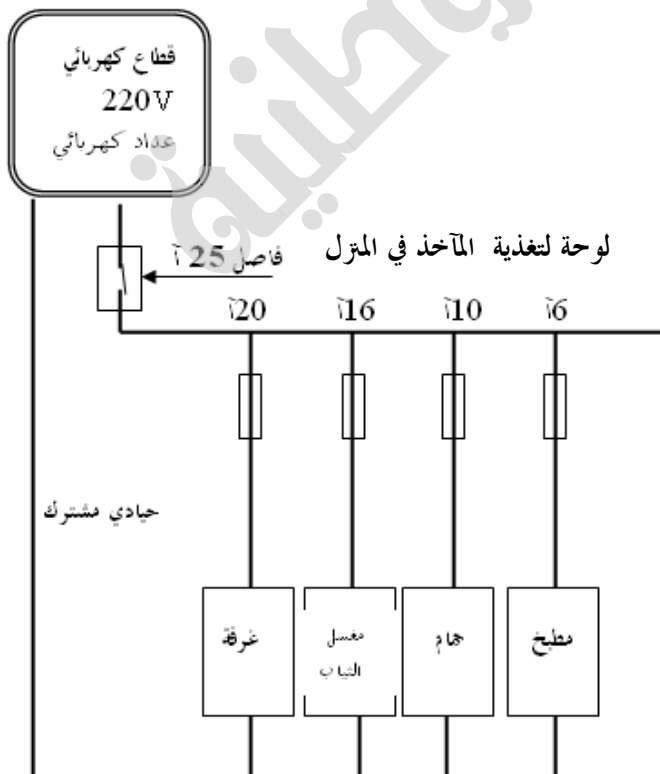 قطاع كهربائي
220V
عداد كهربائي
لوحة لتغذية المآخذ في المنزل
فاصل 25 آ
20آ
16آ
10آ
6آ
حيادي مشترك
غرفة
مغسل
الثياب
حمام
مطبخ